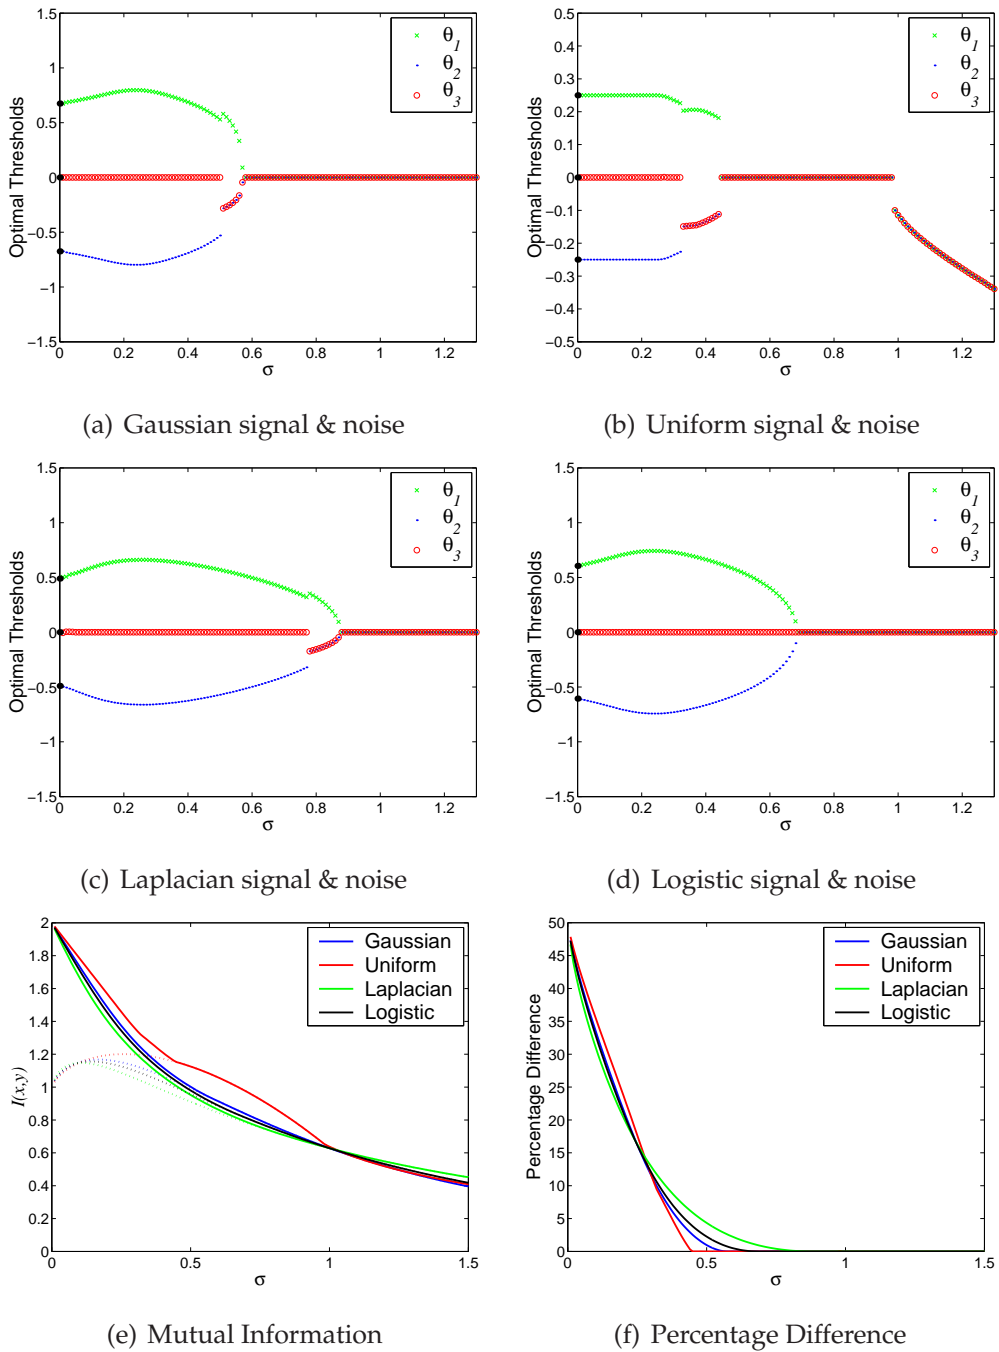 1.5
1
0.5
0
−0.5
−1
−1.5
Optimal Thresholds
0 0.2 0.4 0.6 0.8 1 1.2
σ
θ1
θ2
θ3
(a) Gaussian signal & noise
0.5
0.4
0.3
0.2
0.1
0
−0.1
−0.2
−0.3
−0.4
−0.5
Optimal Thresholds
0 0.2 0.4 0.6 0.8 1 1.2
σ
θ1
θ2
θ3
(b) Uniform signal & noise
1.5
1
0.5
0
−0.5
−1
−1.5
Optimal Thresholds
0 0.2 0.4 0.6 0.8 1 1.2
σ
θ1
θ2
θ3
(c) Laplacian signal & noise
1.5
1
0.5
0
−0.5
−1
−1.5
Optimal Thresholds
0 0.2 0.4 0.6 0.8 1 1.2
σ
θ1
θ2
θ3
(d) Logistic signal & noise
2
1.8
1.6
1.4
1.2
1
0.8
0.6
0.4
0.2
0
I(x,y)
0 0.5 1 1.5
σ
Gaussian
Uniform
Laplacian
Logistic
(e) Mutual Information
50
45
40
35
30
25
20
15
10
5
0
Percentage Difference
0 0.5 1 1.5
σ
Gaussian
Uniform
Laplacian
Logistic
(f) Percentage Difference